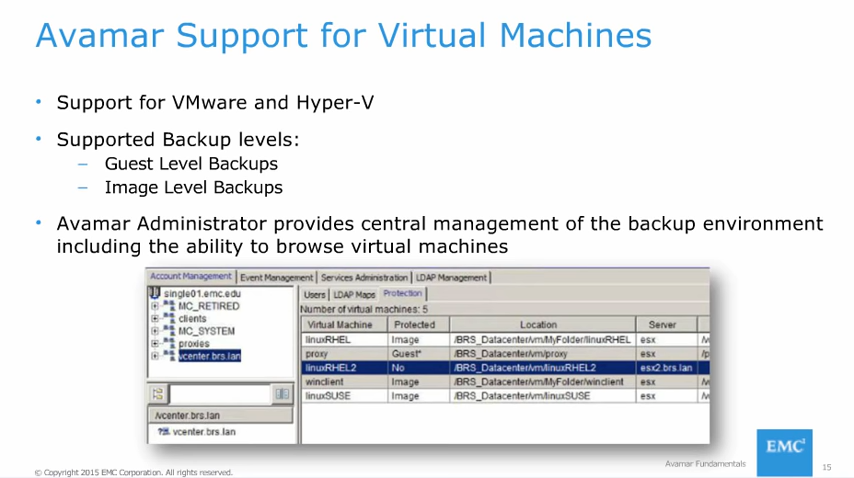 Avamar Support for Virtual Machines
• Support for VMware and Hyper-V
• Supported Backup levels:
– Guest Level Backups
– Image Level Backups
• Avamar Administrator provides central management of the backup environment
including the ability to browse virtual machines
Account Management Event Management Services Administration LDAP Management
single01.emc.edu
MC_RETIRED
clients
MC_SYSTEM
proxies
vcenter.brs.lan
/vcenter.brs.lan
vcenter.brs.lan
Users LDAP Maps Protection
Number of virtual machines: 5
Virtual Machine Protected Location Server
linuxRHEL Image /BRS_Datacenter/vm/MyFolder/linuxRHEL esx
proxy Guest* /BRS_Datacenter/vm/proxy esx
linuxRHEL2 No /BRS_Datacenter/vm/linuxRHEL2 esx2.brs.lan
winclient Image /BRS_Datacenter/vm/MyFolder/winclient esx
linuxSUSE Image /BRS_Datacenter/vm/linuxSUSE esx
© Copyright 2015 EMC Corporation. All rights reserved.
Avamar Fundamentals
EMC²
15